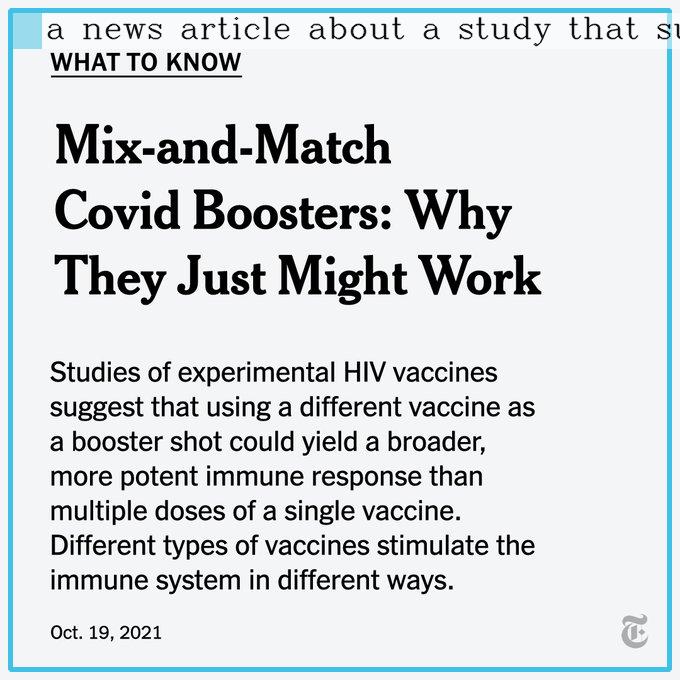 a news article about a study that
WHAT TO KNOW
Mix-and-Match
Covid Boosters: Why
They Just Might Work
Studies of experimental HIV vaccines
suggest that using a different vaccine as
a booster shot could yield a broader,
more potent immune response than
multiple doses of a single vaccine.
Different types of vaccines stimulate the
immune system in different ways.
Oct. 19, 2021